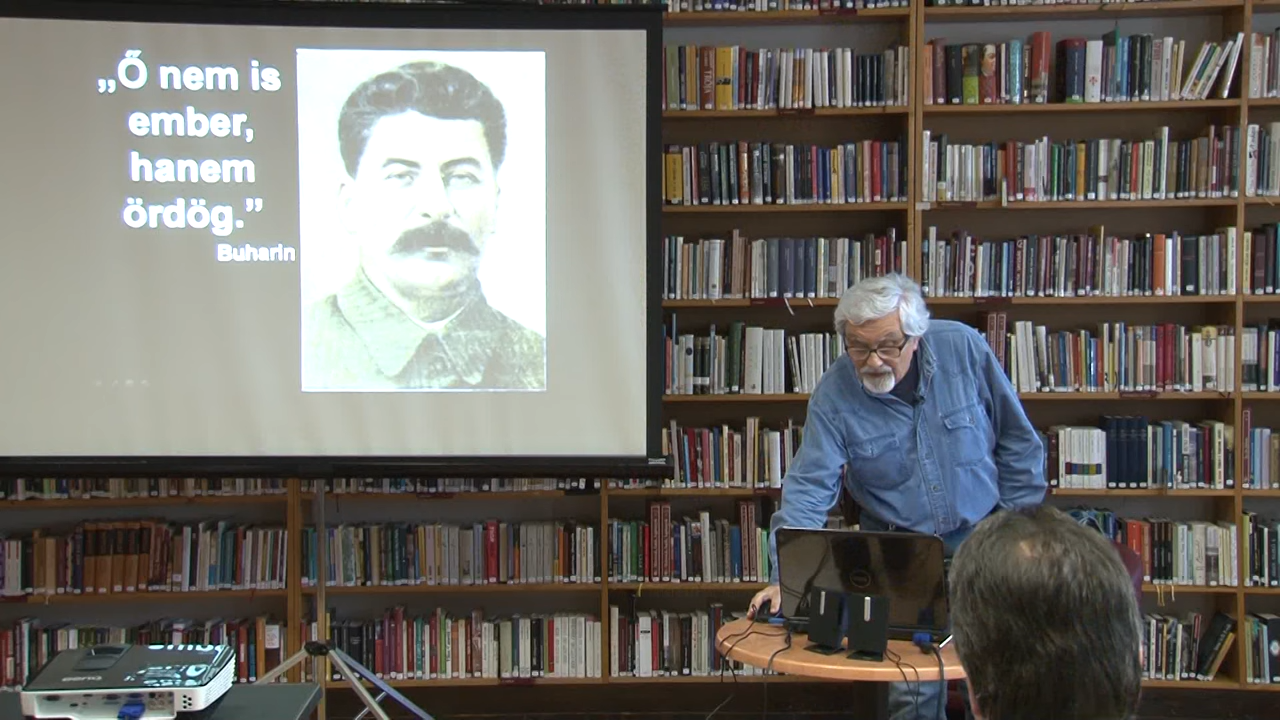 „Ő nem is
ember,
hanem
ördög.”
Buharin